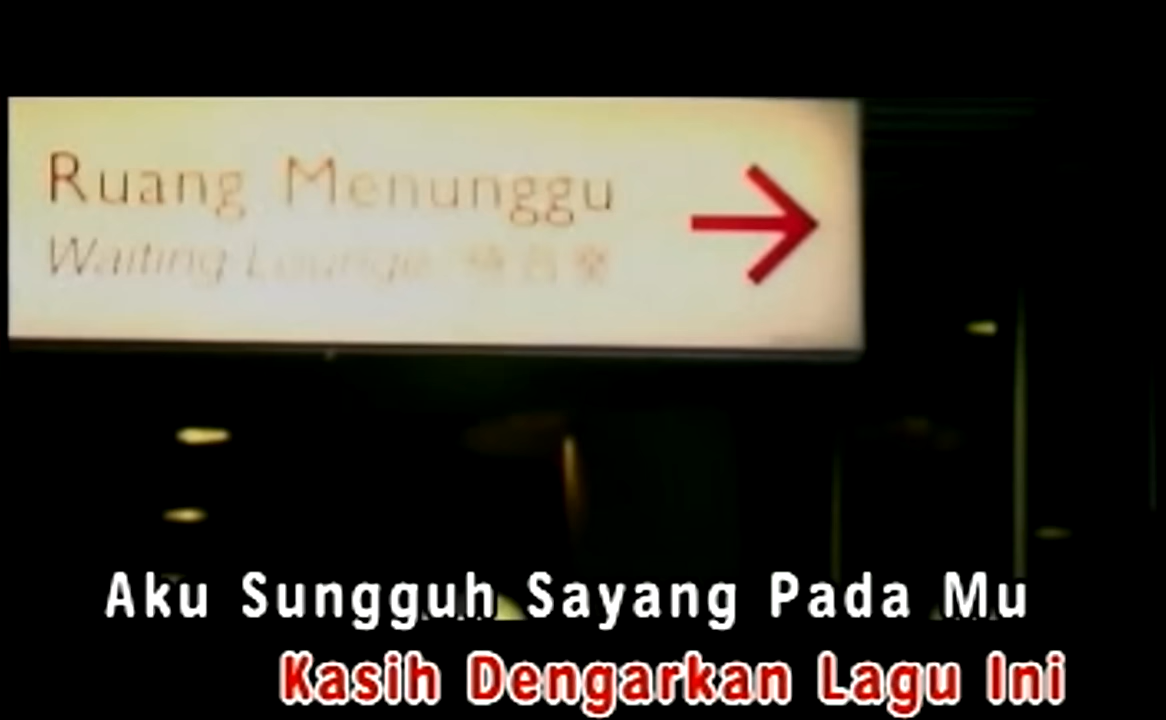 Ruang Menunggu
Waiting Lounge
Aku Sungguh Sayang Pada Mu
Kasih Dengarkan Lagu Ini